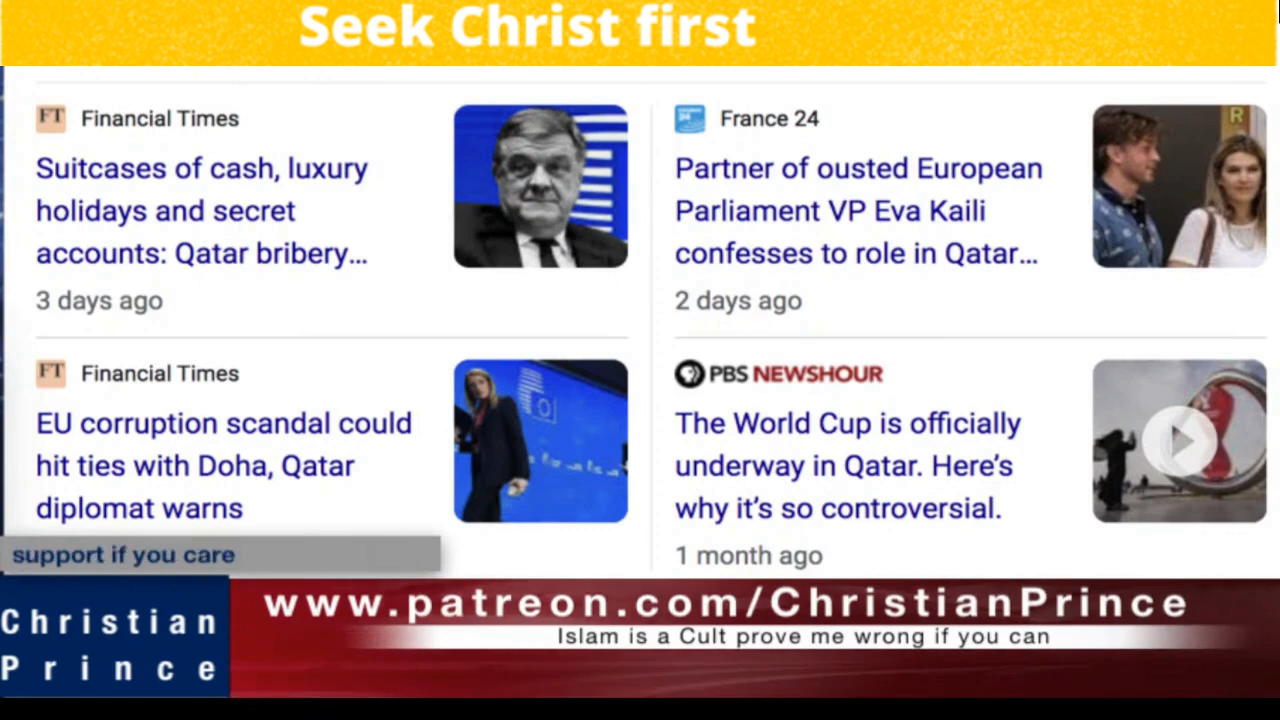 Seek Christ first
FT Financial Times
Suitcases of cash, luxury
holidays and secret
accounts: Qatar bribery...
3 days ago
France 24
Partner of ousted European
Parliament VP Eva Kaili
confesses to role in Qatar...
2 days ago
R
FT Financial Times
EU corruption scandal could
hit ties with Doha, Qatar
diplomat warns
PBS NEWSHOUR
The World Cup is officially
underway in Qatar. Here's
why it's so controversial.
1 month ago
support if you care
Christian
Prince
www.patreon.com/ChristianPrince
Islam is a Cult prove me wrong if you can